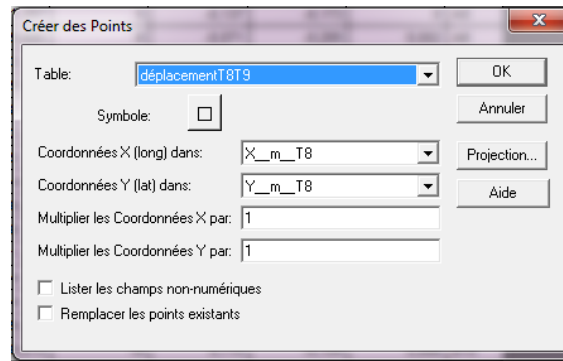 Créer des Points
x
Table: déplacementT8T9 OK
Symbole: Annuler
Coordonnées X (long) dans: X__m__T8 Projection...
Coordonnées Y (lat) dans: Y__m__T8 Aide
Multiplier les Coordonnées X par: 1
Multiplier les Coordonnées Y par: 1
Lister les champs non-numériques
Remplacer les points existants